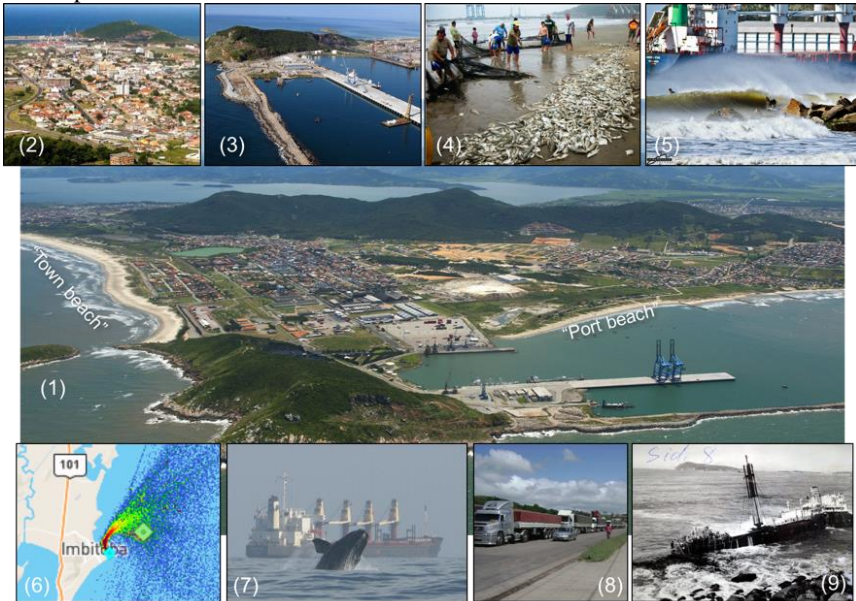 (2)
(3)
(4)
(5)
"Town beach"
"Port beach"
(1)
101
Imbituba
(6)
(7)
(8)
Sid 8
(9)